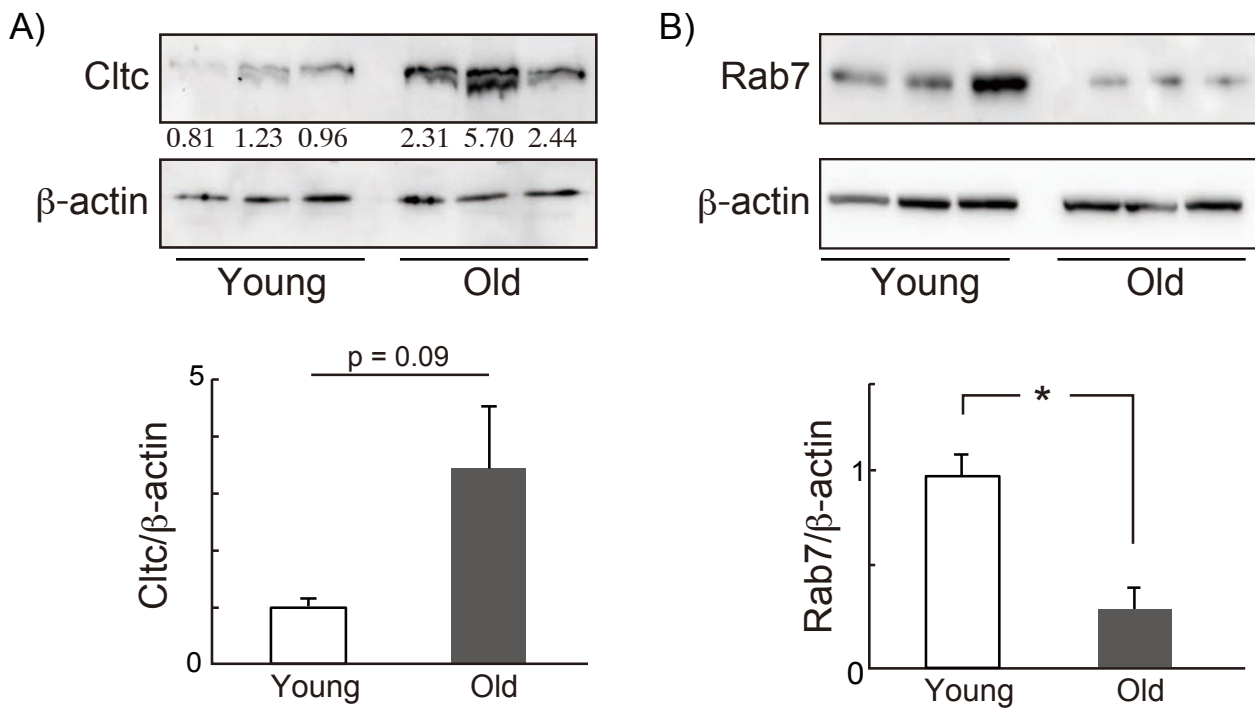 A)
Cltc
0.81 1.23 0.96 2.31 5.70 2.44
β-actin
Young Old
p = 0.09
5
Cltc/β-actin
0
Young Old
B)
Rab7
β-actin
Young Old
*
1
Rab7/β-actin
0
Young Old